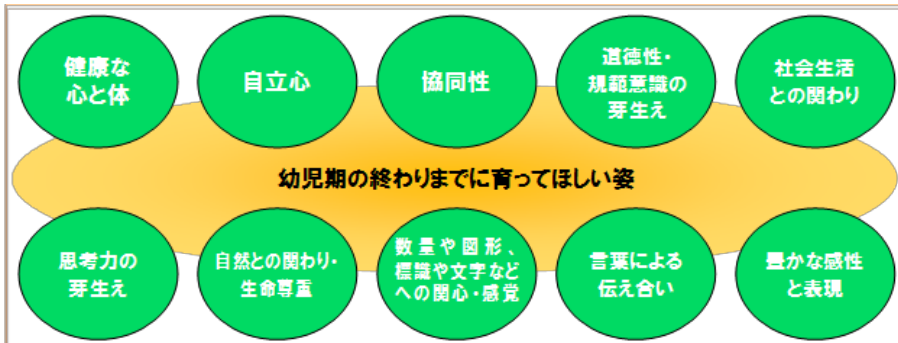 健康な
心と体
自立心
協同性
道徳性・
規範意識の
芽生え
社会生活
との関わり
幼児期の終わりまでに育ってほしい姿
思考力の
芽生え
自然との関わり・
生命尊重
数量や図形、
標識や文字など
への関心・感覚
言葉による
伝え合い
豊かな感性
と表現